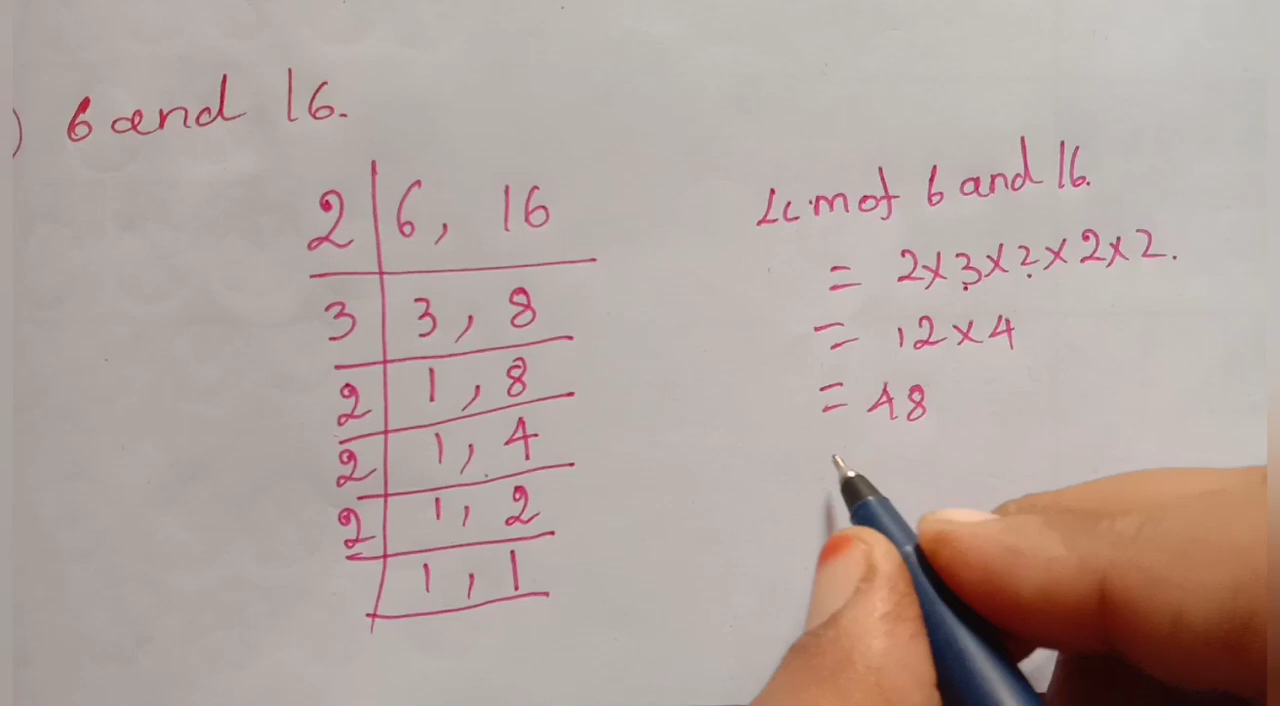 ) 6 and 16.
2 | 6, 16
3 | 3, 8
2 | 1, 8
2 | 1, 4
2 | 1, 2
1, 1
Lc.m of 6 and 16.
= 2x3x2x2x2.
= 12x4
= 48